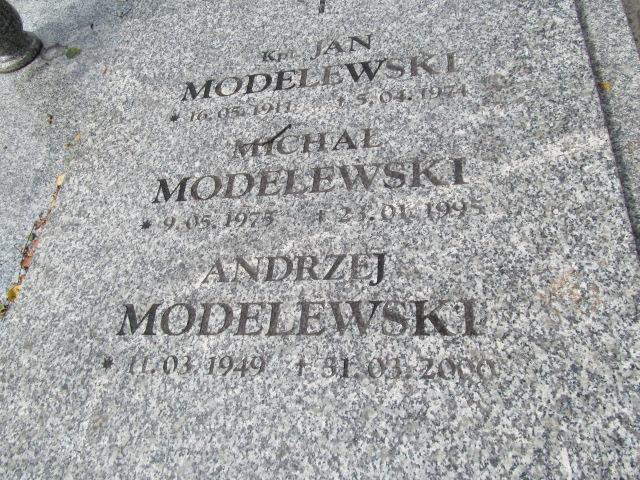 Kpt. JAN
MODELEWSKI
* 16.05.1911 + 5.04.1974
MICHAŁ
MODELEWSKI
* 9.05.1975 + 23.01.1995
ANDRZEJ
MODELEWSKI
* 11.03.1949 + 31.03.2000